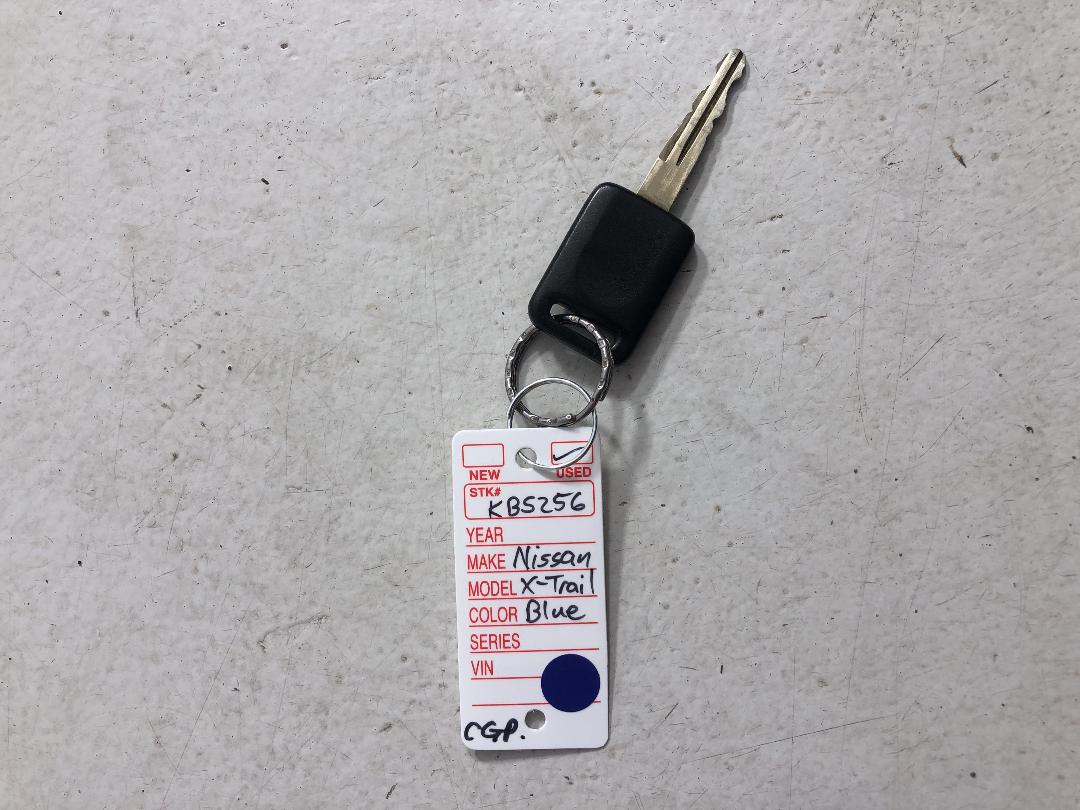 NEW USED
STK# KBS256
YEAR
MAKE Nissan
MODEL X-Trail
COLOR Blue
SERIES
VIN
CGP.